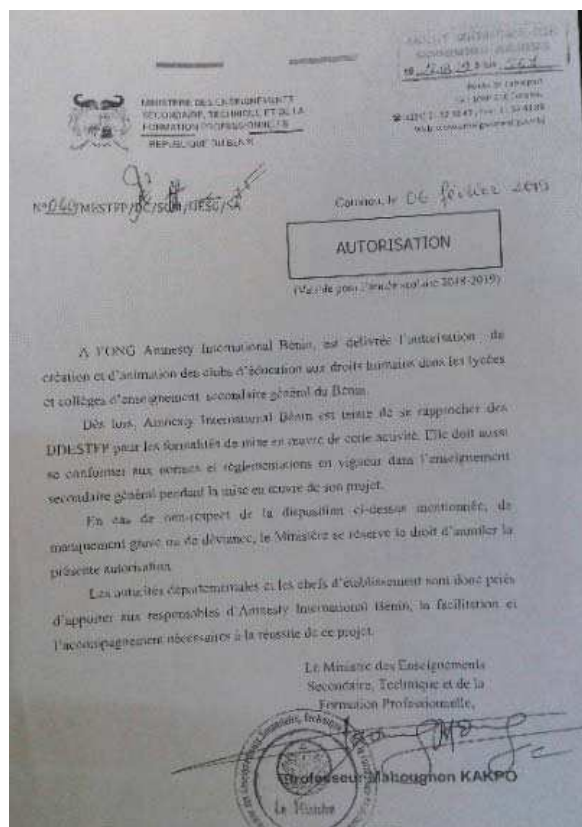 MINISTERE DES ENSEIGNEMENTS
SECONDAIRE, TECHNIQUE ET DE LA
FORMATION PROFESSIONNELLE
REPUBLIQUE DU BENIN
Cotonou, le 06 février 2019
AUTORISATION
(Valide pour l'année scolaire 2018-2019)
A l'ONG Amnesty International Bénin, est délivrée l'autorisation de
création et d'animation des clubs d'éducation aux droits humains dans les lycées
et collèges d'enseignement secondaire général du Bénin.
Dès lors, Amnesty International Bénin est tenue de se rapprocher des
DDESTFP pour les formalités de mise en œuvre de cette activité. Elle doit aussi
se conformer aux normes et réglementations en vigueur dans l'enseignement
secondaire général pendant la mise en œuvre de son projet.
En cas de non-respect de la disposition ci-dessus mentionnée, de
manquement grave ou de déviance, le Ministère se réserve le droit d'annuler la
présente autorisation.
Les autorités départementales et les chefs d'établissement sont donc priés
d'apporter aux responsables d'Amnesty International Bénin, la facilitation et
l'accompagnement nécessaires à la réussite de ce projet.
Le Ministre des Enseignements
Secondaire, Technique et de la
Formation Professionnelle,
Professeur Mahougnon KAKPO
Le Ministre